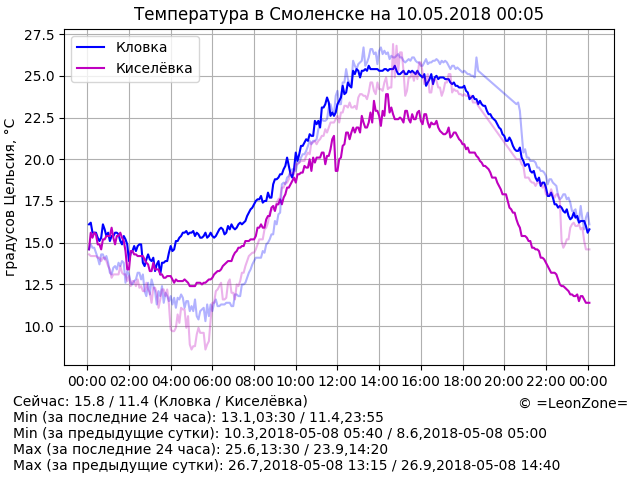 Температура в Смоленске на 10.05.2018 00:05
27.5
25.0
22.5
20.0
17.5
15.0
12.5
10.0
градусов Цельсия, °C
Кловка
Киселёвка
00:00 02:00 04:00 06:00 08:00 10:00 12:00 14:00 16:00 18:00 20:00 22:00 00:00
Сейчас: 15.8 / 11.4 (Кловка / Киселёвка)
© =LeonZone=
Min (за последние 24 часа): 13.1,03:30 / 11.4,23:55
Min (за предыдущие сутки): 10.3,2018-05-08 05:40 / 8.6,2018-05-08 05:00
Max (за последние 24 часа): 25.6,13:30 / 23.9,14:20
Max (за предыдущие сутки): 26.7,2018-05-08 13:15 / 26.9,2018-05-08 14:40